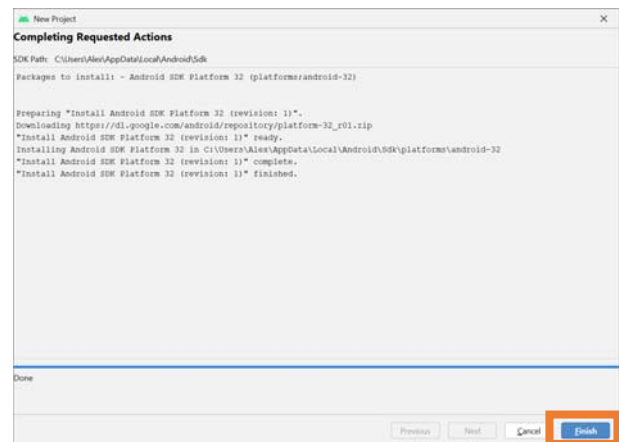 New Project
Completing Requested Actions
SDK Path: C:\Users\Alex\AppData\Local\Android\Sdk
Packages to install: - Android SDK Platform 32 (platforms;android-32)
Preparing "Install Android SDK Platform 32 (revision: 1)".
Downloading https://dl.google.com/android/repository/platform-32_r01.zip
"Install Android SDK Platform 32 (revision: 1)" ready.
Installing Android SDK Platform 32 in C:\Users\Alex\AppData\Local\Android\Sdk\platforms\android-32
"Install Android SDK Platform 32 (revision: 1)" complete.
"Install Android SDK Platform 32 (revision: 1)" finished.
Done
Previous Next Cancel Finish